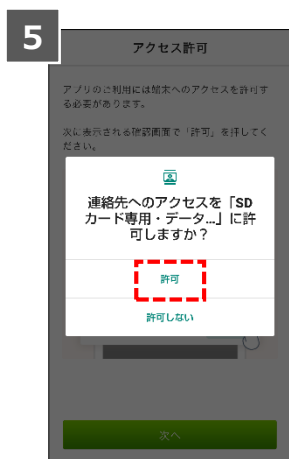 5
アクセス許可
アプリのご利用には端末へのアクセスを許可す
る必要があります。
次に表示される確認画面で「許可」を押してく
ださい。
連絡先へのアクセスを「SD
カード専用・データ...」に許
可しますか？
許可
許可しない
次へ